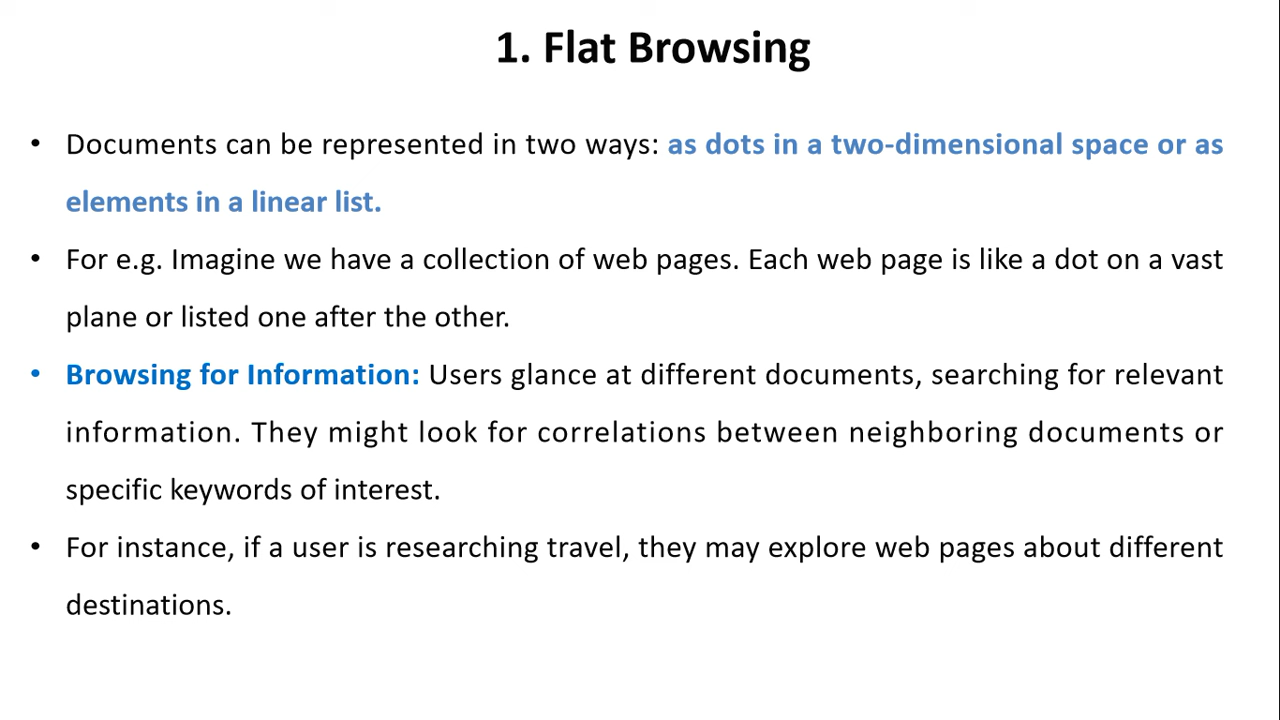 1. Flat Browsing
• Documents can be represented in two ways: as dots in a two-dimensional space or as
elements in a linear list.
• For e.g. Imagine we have a collection of web pages. Each web page is like a dot on a vast
plane or listed one after the other.
• Browsing for Information: Users glance at different documents, searching for relevant
information. They might look for correlations between neighboring documents or
specific keywords of interest.
• For instance, if a user is researching travel, they may explore web pages about different
destinations.